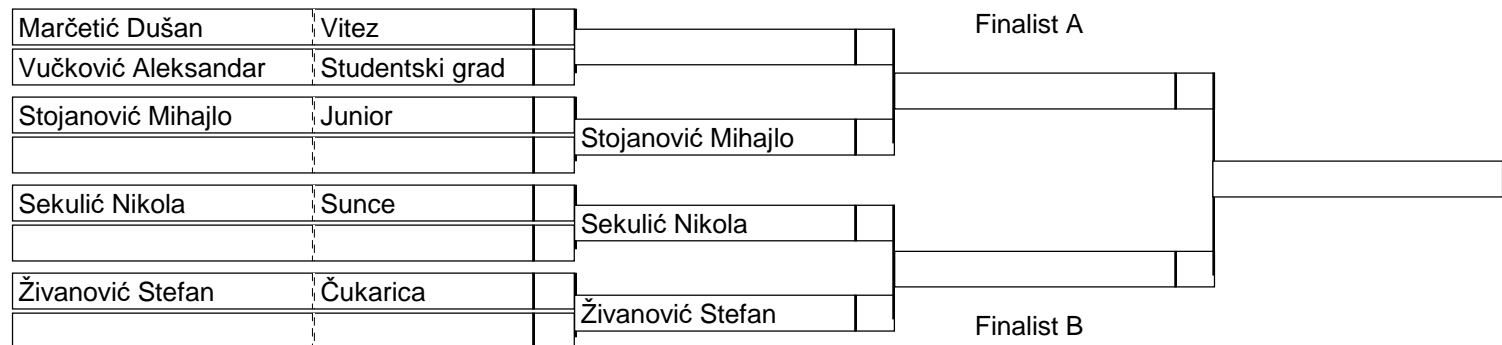 Marčetić Dušan Vitez
Vučković Aleksandar Studentski grad
Stojanović Mihajlo Junior
Sekulić Nikola Sunce
Živanović Stefan Čukarica
Stojanović Mihajlo
Sekulić Nikola
Živanović Stefan
Finalist A
Finalist B